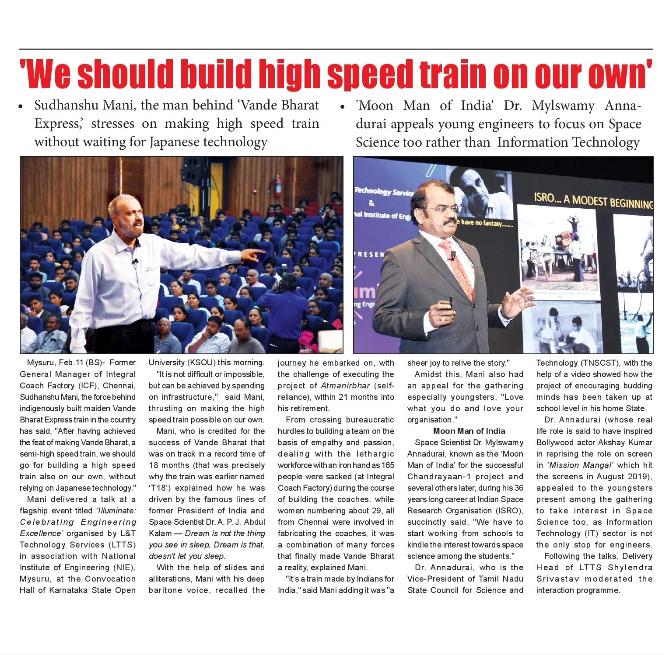 'We should build high speed train on our own'
• Sudhanshu Mani, the man behind ‘Vande Bharat
Express,’ stresses on making high speed train
without waiting for Japanese technology
• 'Moon Man of India' Dr. Mylswamy Anna-
durai appeals young engineers to focus on Space
Science too rather than Information Technology
Technology Service
&
nal Institute of Eng
PRESEN
ISRO... A MODEST BEGINNING
e have no fantasy......
Mysuru, Feb. 11 (BS)- Former
General Manager of Integral
Coach Factory (ICF), Chennai,
Sudhanshu Mani, the force behind
indigenously built maiden Vande
Bharat Express train in the country
has said, "After having achieved
the feat of making Vande Bharat, a
semi-high speed train, we should
go for building a high speed
train also on our own, without
relying on Japanese technology."
Mani delivered a talk at a
flagship event titled 'Illuminate:
Celebrating Engineering
Excellence' organised by L&T
Technology Services (LTTS)
in association with National
Institute of Engineering (NIE),
Mysuru, at the Convocation
Hall of Karnataka State Open
University (KSOU) this morning.
"It is not difficult or impossible,
but can be achieved by spending
on infrastructure," said Mani,
thrusting on making the high
speed train possible on our own.
Mani, who is credited for the
success of Vande Bharat that
was on track in a record time of
18 months (that was precisely
why the train was earlier named
'T18') explained how he was
driven by the famous lines of
former President of India and
Space Scientist Dr. A. P. J. Abdul
Kalam — Dream is not the thing
you see in sleep, Dream is that,
doesn't let you sleep.
With the help of slides and
alliterations, Mani with his deep
baritone voice, recalled the
journey he embarked on, with
the challenge of executing the
project of Atmanirbhar (self-
reliance), within 21 months into
his retirement.
From crossing bureaucratic
hurdles to building a team on the
basis of empathy and passion,
dealing with the lethargic
workforce with an iron hand as 165
people were sacked (at Integral
Coach Factory) during the course
of building the coaches, while
women numbering about 29, all
from Chennai were involved in
fabricating the coaches, it was
a combination of many forces
that finally made Vande Bharat
a reality, explained Mani.
"It's a train made by Indians for
India," said Mani adding it was "a
sheer joy to relive the story."
Amidst this, Mani also had
an appeal for the gathering
especially youngsters, "Love
what you do and love your
organisation."
Moon Man of India
Space Scientist Dr. Mylswamy
Annadurai, known as the 'Moon
Man of India' for the successful
Chandrayaan-1 project and
several others later, during his 36
years long career at Indian Space
Research Organisation (ISRO),
succinctly said, "We have to
start working from schools to
kindle the interest towards space
science among the students."
Dr. Annadurai, who is the
Vice-President of Tamil Nadu
State Council for Science and
Technology (TNSCST), with the
help of a video showed how the
project of encouraging budding
minds has been taken up at
school level in his home State.
Dr. Annadurai (whose real
life role is said to have inspired
Bollywood actor Akshay Kumar
in reprising the role on screen
in 'Mission Mangal' which hit
the screens in August 2019);
appealed to the youngsters
present among the gathering
to take interest in Space
Science too, as Information
Technology (IT) sector is not
the only stop for engineers.
Following the talks, Delivery
Head of LTTS Shylendra
Srivastav moderated the
interaction programme.